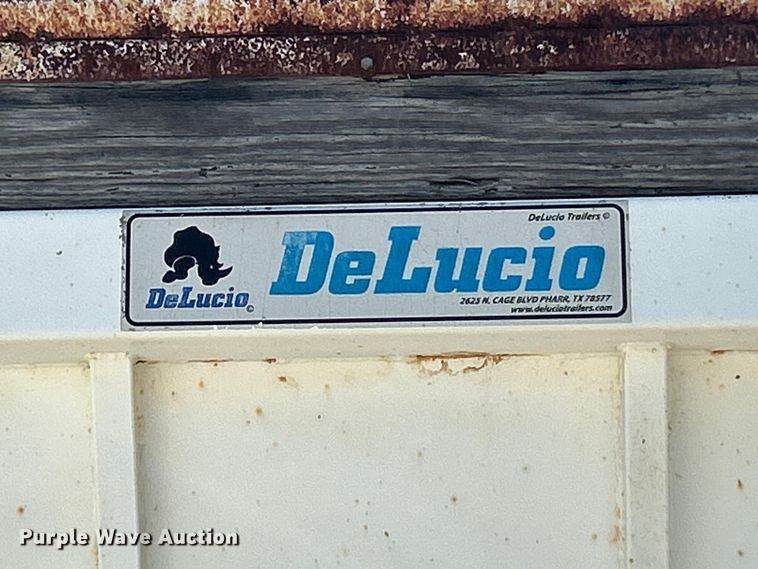 DeLucio Trailers ©
DeLucio
DeLucio©
2625 N. CAGE BLVD PHARR, TX 78577
www.deluciotrailers.com
Purple Wave Auction